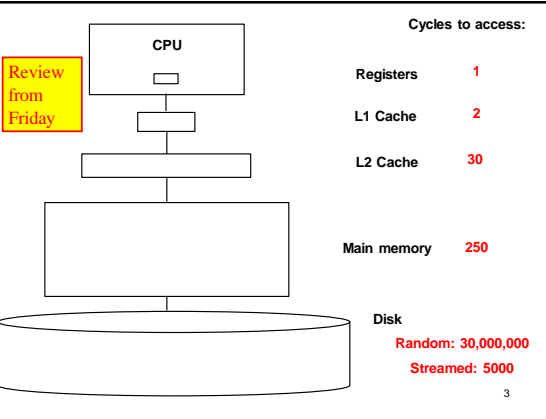 Cycles to access:
CPU
Review
from
Friday
Registers 1
L1 Cache 2
L2 Cache 30
Main memory 250
Disk
Random: 30,000,000
Streamed: 5000
3